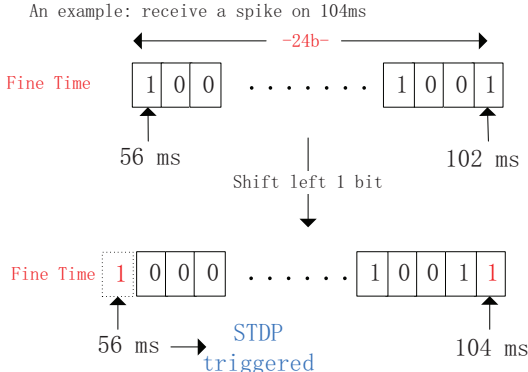 An example: receive a spike on 104ms
-24b-
Fine Time 1 0 0 ....... 1 0 0 1
56 ms 102 ms
Shift left 1 bit
Fine Time 1 0 0 0 ...... 1 0 0 1 1
56 ms STDP 104 ms
triggered